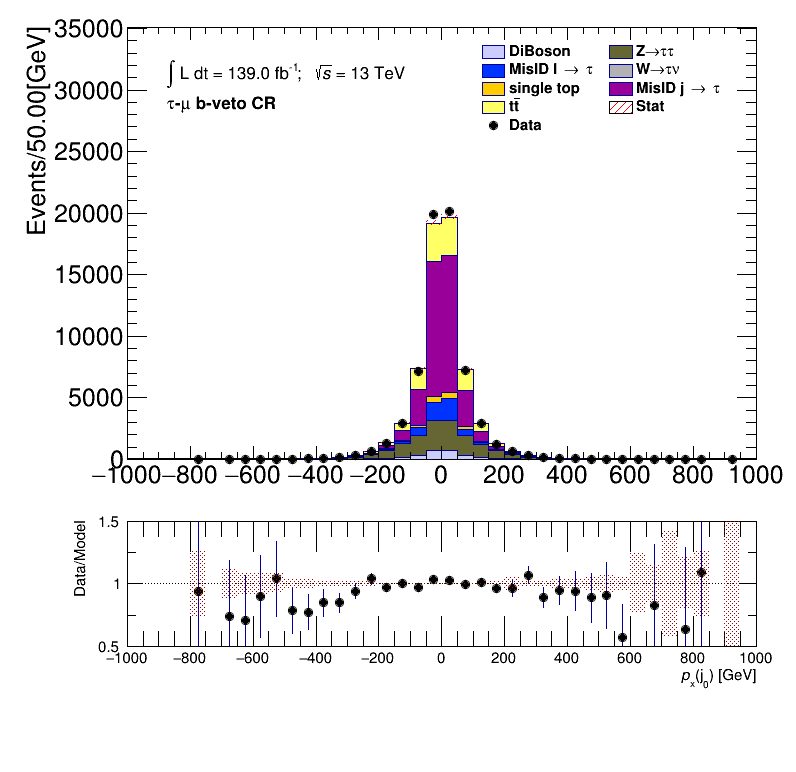 35000
30000
25000
20000
15000
10000
5000
0
Events/50.00[GeV]
∫ L dt = 139.0 fb⁻¹; √s = 13 TeV
τ-μ b-veto CR
DiBoson
MisID l → τ
single top
tt̄
Data
Z→ττ
W→τν
MisID j → τ
Stat
−1000 −800 −600 −400 −200 0 200 400 600 800 1000
Data/Model
1.5
1
0.5
−1000 −800 −600 −400 −200 0 200 400 600 800 1000
pₓ(j₀) [GeV]